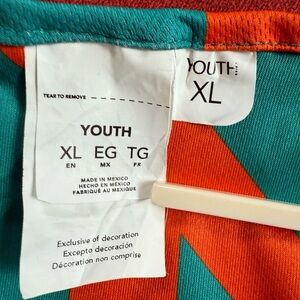 TEAR TO REMOVE
YOUTH
XL EG TG
EN MX FR
MADE IN MEXICO
HECHO EN MÉXICO
FABRIQUÉ AU MEXIQUE
Exclusive of decoration
Excepto decoración
Décoration non comprise
YOUTH
XL